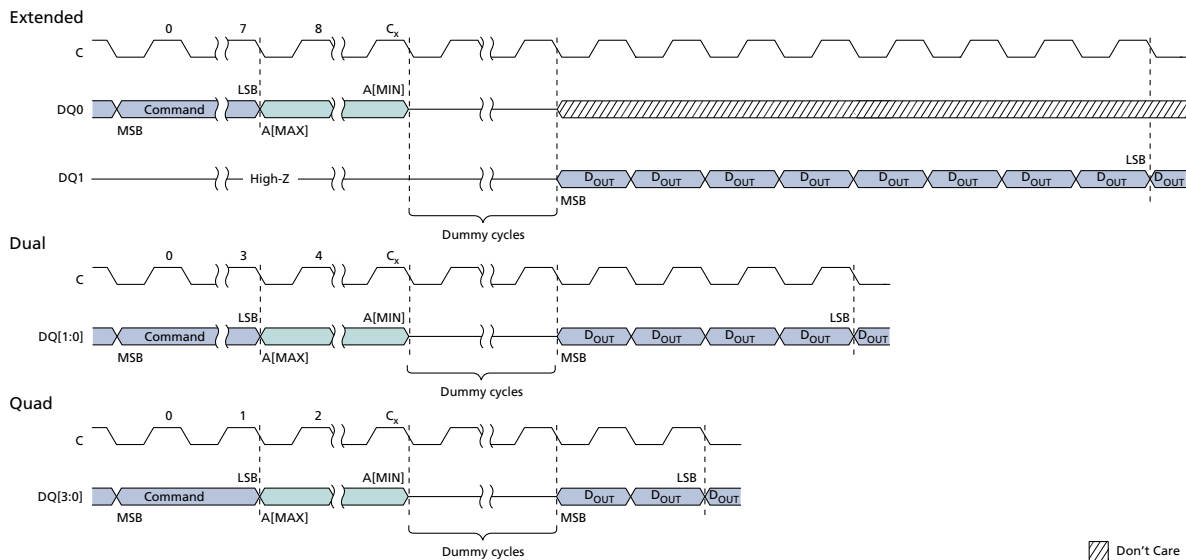 Extended
0 7 8 Cx
C
LSB A[MIN]
DQ0 Command
MSB A[MAX]
LSB
DQ1 High-Z DOUT DOUT DOUT DOUT DOUT DOUT DOUT DOUT DOUT
MSB
Dummy cycles
Dual
0 3 4 Cx
C
LSB A[MIN] LSB
DQ[1:0] Command DOUT DOUT DOUT DOUT DOUT
MSB A[MAX] MSB
Dummy cycles
Quad
0 1 2 Cx
C
LSB A[MIN] LSB
DQ[3:0] Command DOUT DOUT DOUT
MSB A[MAX] MSB
Dummy cycles
Don't Care